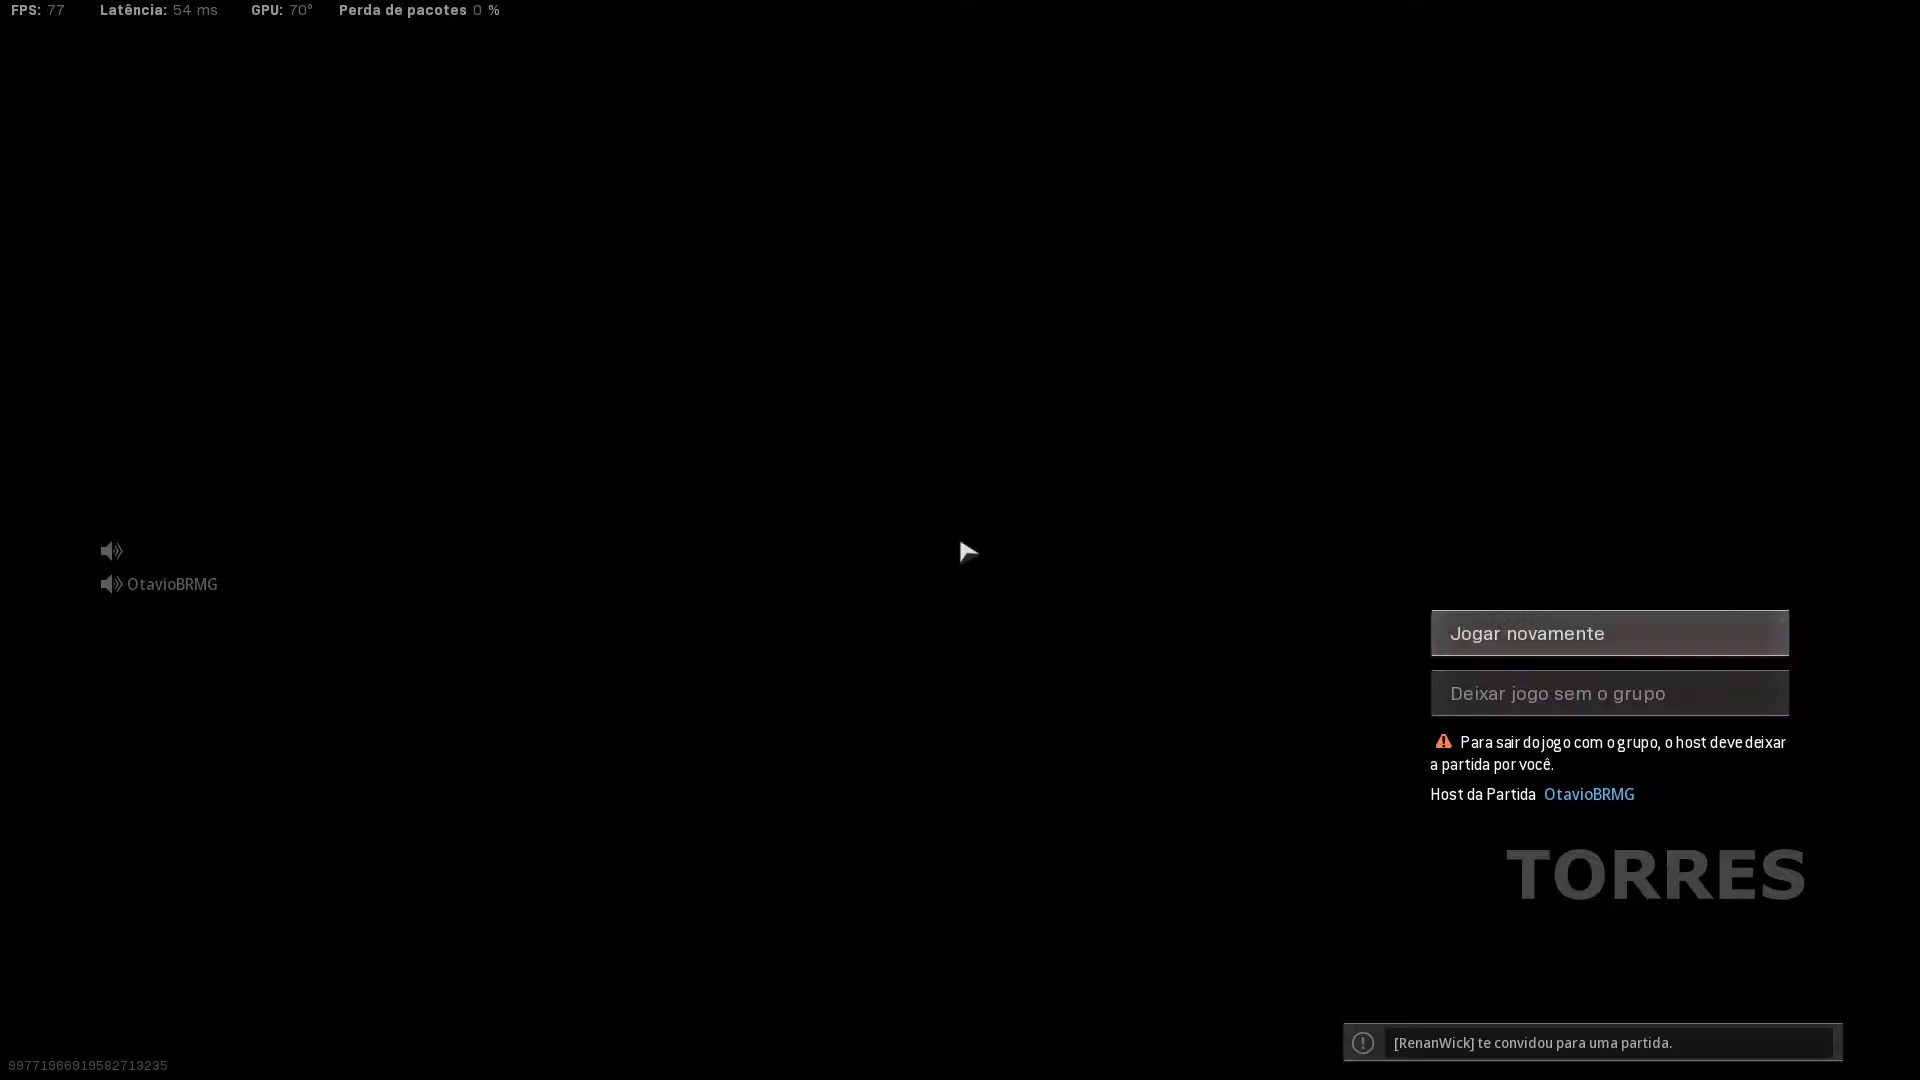 FPS: 77 Latência: 54 ms GPU: 70° Perda de pacotes 0 %
OtavioBRMG
Jogar novamente
Deixar jogo sem o grupo
Para sair do jogo com o grupo, o host deve deixar
a partida por você.
Host da Partida OtavioBRMG
TORRES
[RenanWick] te convidou para uma partida.
99771966919582713235